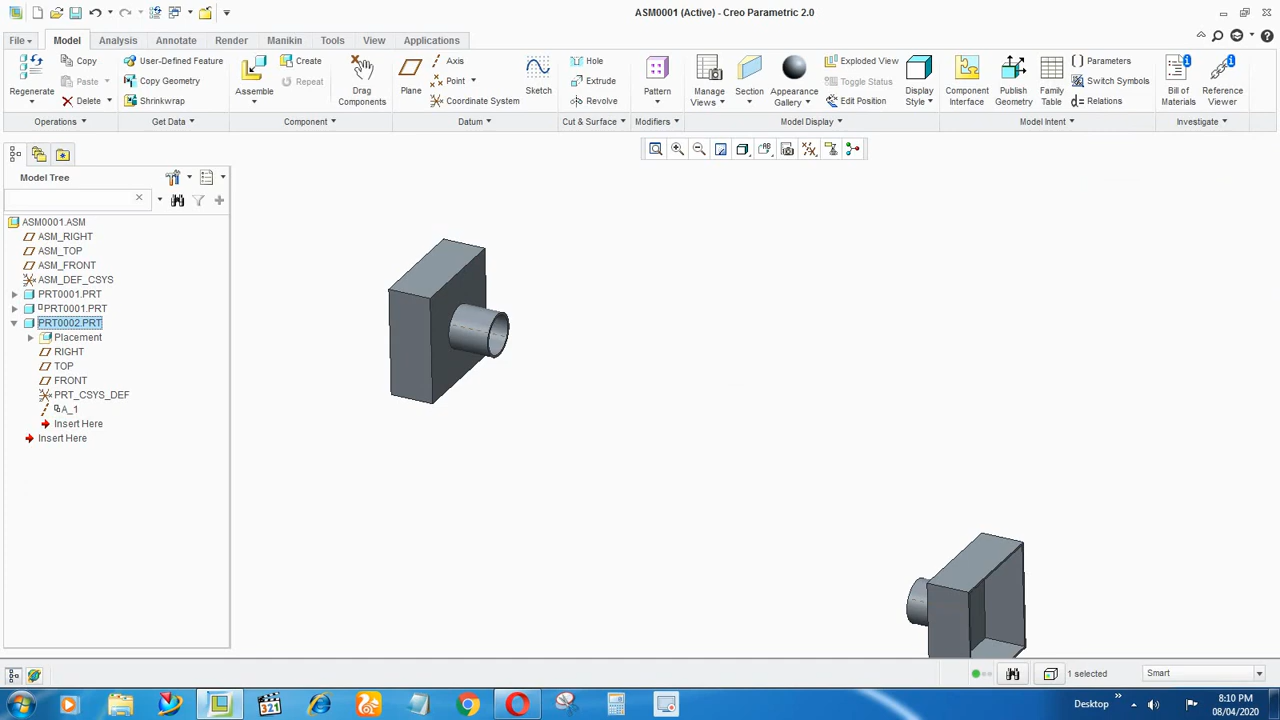 ASM0001 (Active) - Creo Parametric 2.0
File Model Analysis Annotate Render Manikin Tools View Applications
Regenerate
Copy
Paste
Delete
Operations
User-Defined Feature
Copy Geometry
Shrinkwrap
Get Data
Assemble
Create
Repeat
Component
Drag
Components
Plane
Axis
Point
Coordinate System
Datum
Sketch
Hole
Extrude
Revolve
Cut & Surface
Pattern
Modifiers
Manage
Views
Section
Appearance
Gallery
Exploded View
Toggle Status
Edit Position
Display
Style
Model Display
Component
Interface
Publish
Geometry
Family
Table
Parameters
Switch Symbols
Relations
Model Intent
Bill of
Materials
Reference
Viewer
Investigate
Model Tree
ASM0001.ASM
ASM_RIGHT
ASM_TOP
ASM_FRONT
ASM_DEF_CSYS
PRT0001.PRT
PRT0001.PRT
PRT0002.PRT
Placement
RIGHT
TOP
FRONT
PRT_CSYS_DEF
A_1
Insert Here
Insert Here
1 selected
Smart
321
Desktop
8:10 PM
08/04/2020